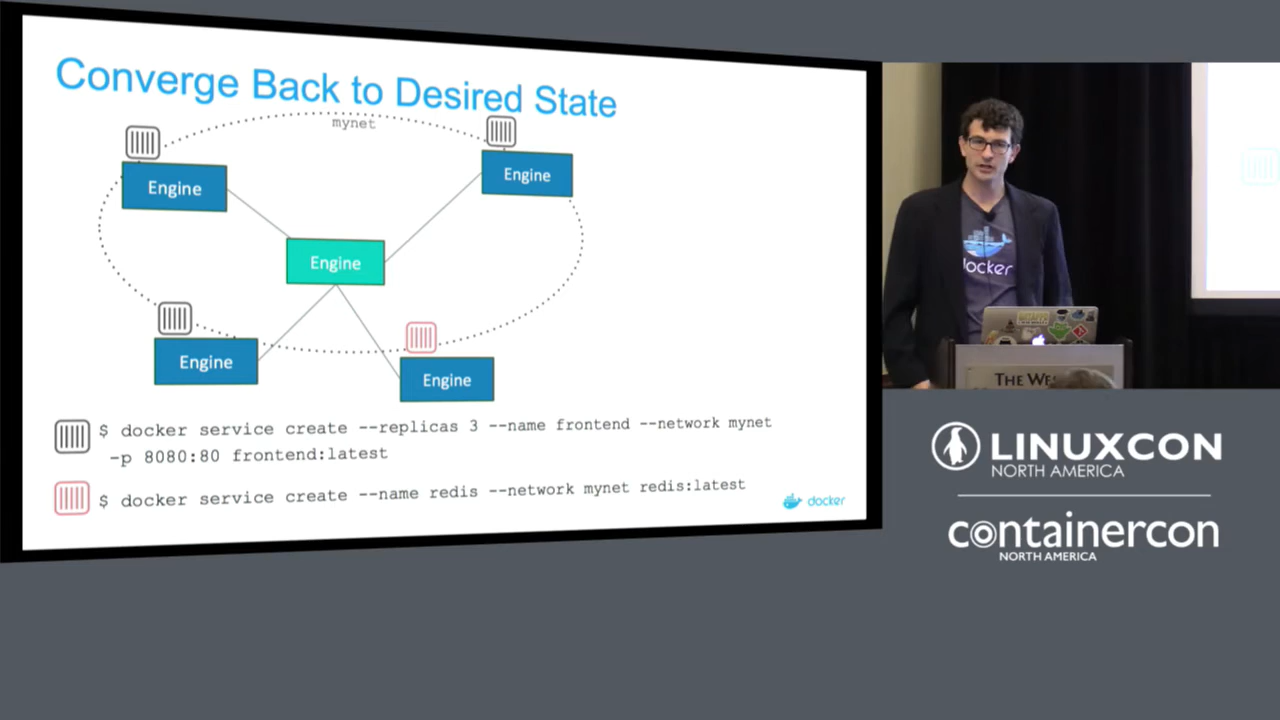 Converge Back to Desired State
mynet
Engine
Engine
Engine
Engine
Engine
$ docker service create --replicas 3 --name frontend --network mynet
-p 8080:80 frontend:latest
$ docker service create --name redis --network mynet redis:latest
docker
docker
THE WES
LINUXCON
NORTH AMERICA
containercon
NORTH AMERICA